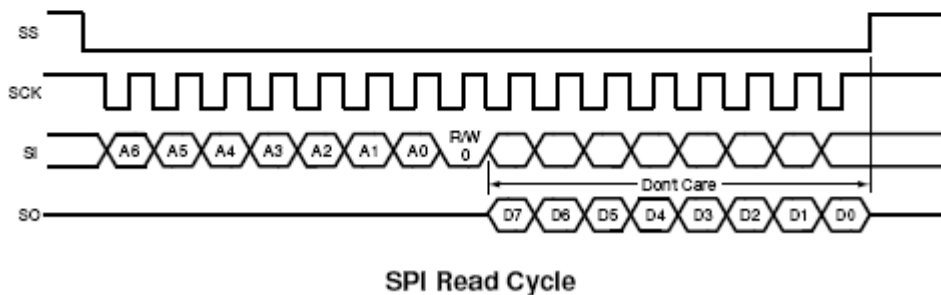 SS
SCK
SI A6 A5 A4 A3 A2 A1 A0 R/W 0
Don't Care
SO D7 D6 D5 D4 D3 D2 D1 D0
SPI Read Cycle